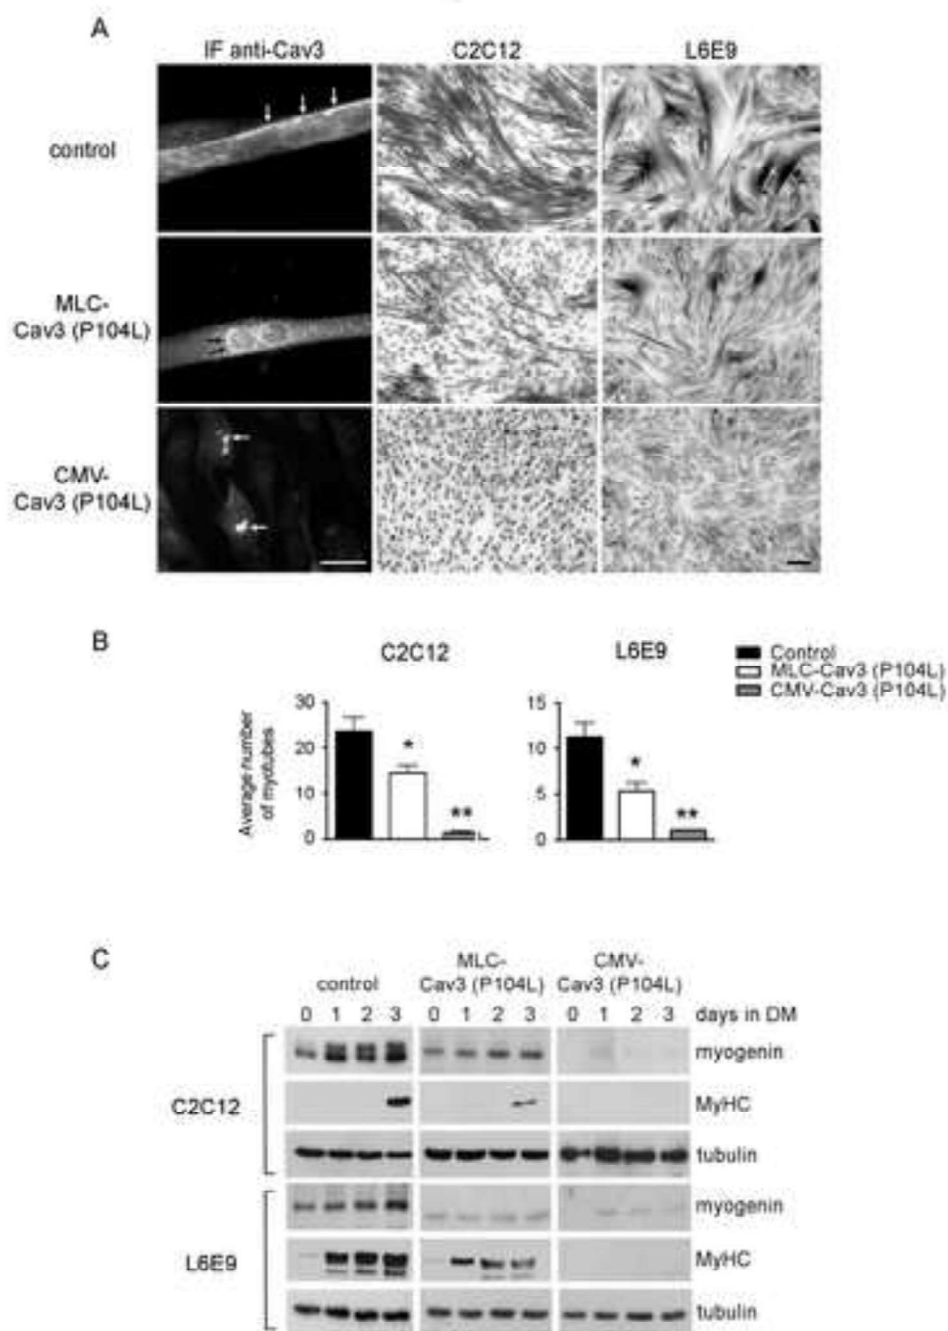 A
IF anti-Cav3 C2C12 L6E9
control
MLC-
Cav3 (P104L)
CMV-
Cav3 (P104L)
B
C2C12 L6E9
Control
MLC-Cav3 (P104L)
CMV-Cav3 (P104L)
Average number
of myotubes
30
20
10
0
*
**
15
10
5
0
*
**
C
control MLC-
Cav3 (P104L) CMV-
Cav3 (P104L)
0 1 2 3 0 1 2 3 0 1 2 3 days in DM
C2C12
myogenin
MyHC
tubulin
L6E9
myogenin
MyHC
tubulin